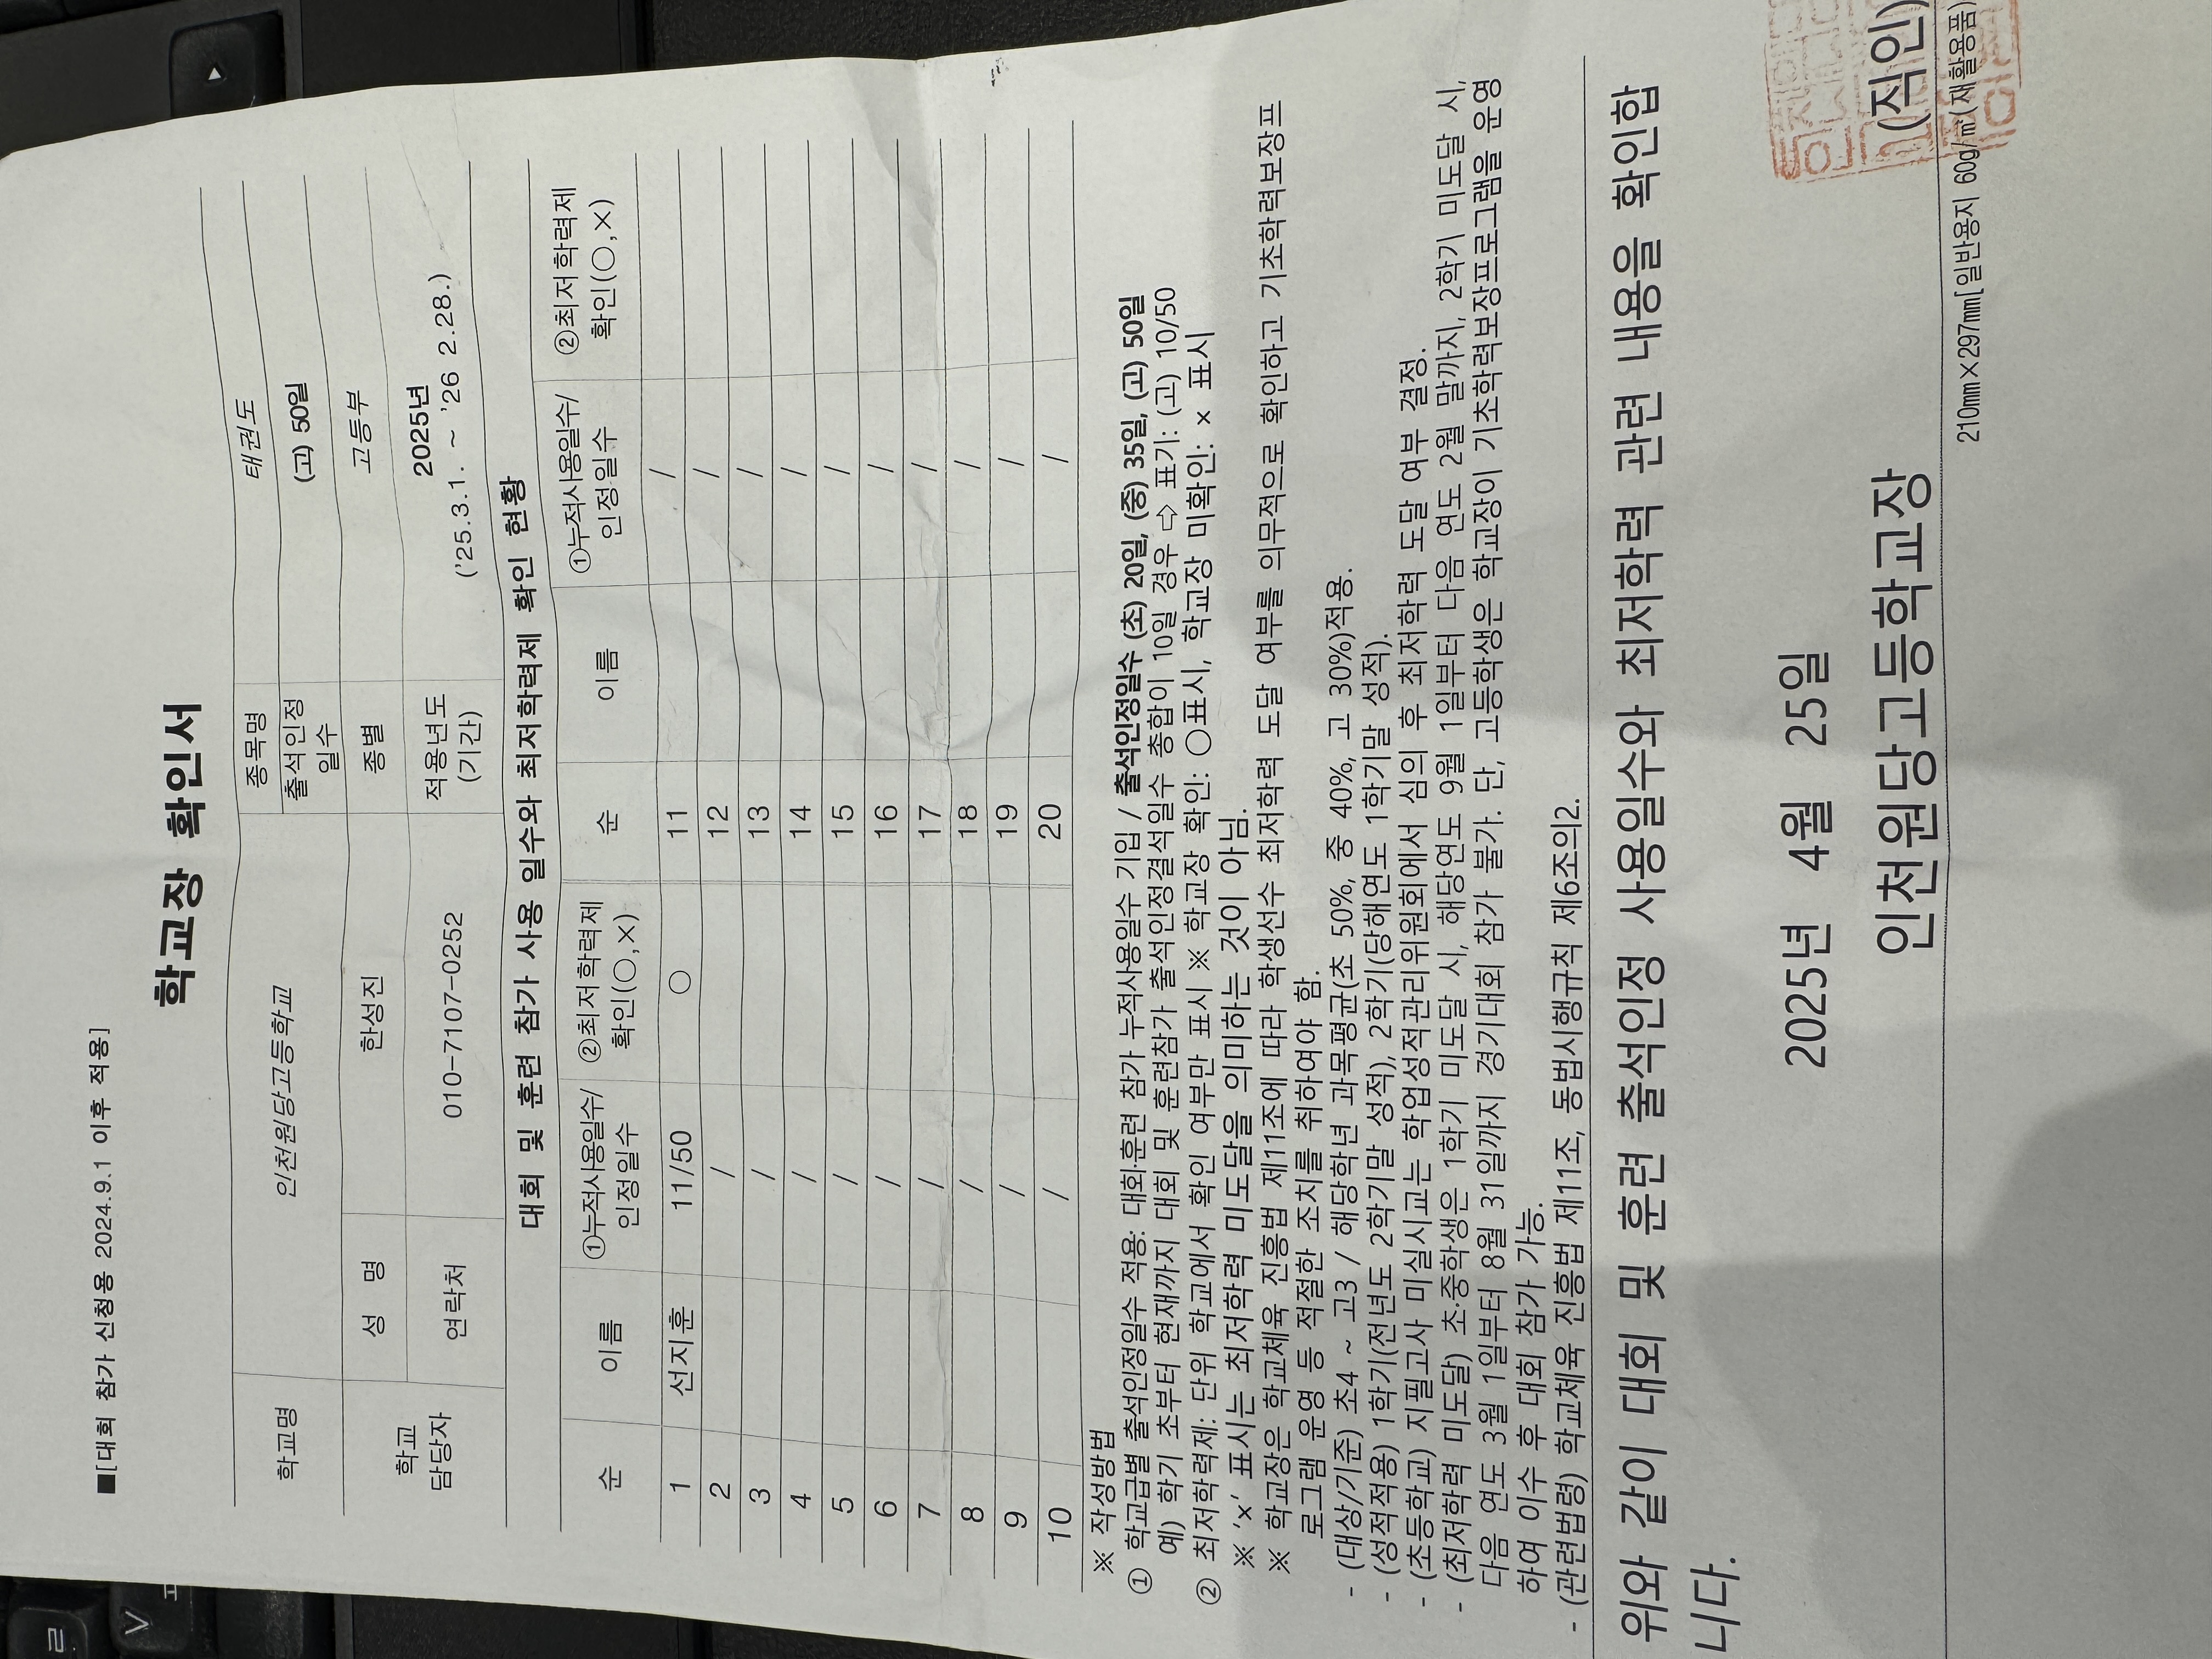 ■[대회 참가 신청용 2024.9.1 이후 적용]
학교장 확인서
학교명 인천원당고등학교 종목명 태권도
출석인정 일수 (고) 50일
학교 담당자 성 명 한성진 종별 고등부
연락처 010-7107-0252 적용년도 (기간) 2025년
('25.3.1. ~ '26 2.28.)
대회 및 훈련 참가 사용 일수와 최저학력제 확인 현황
순 이름 ①누적사용일수/ 인정일수 ②최저학력제 확인(○,×) 순 이름 ①누적사용일수/ 인정일수 ②최저학력제 확인(○,×)
1 선지훈 11/50 ○ 11 /
2 / 12 /
3 / 13 /
4 / 14 /
5 / 15 /
6 / 16 /
7 / 17 /
8 / 18 /
9 / 19 /
10 / 20 /
※ 작성방법
① 학교급별 출석인정일수 적용: 대회·훈련 참가 누적사용일수 기입 / 출석인정일수 (초) 20일, (중) 35일, (고) 50일
예) 학기 초부터 현재까지 대회 및 훈련참가 출석인정결석일수 총합이 10일 경우 ⇨ 표기: (고) 10/50
② 최저학력제: 단위 학교에서 확인 여부만 표시 ※ 학교장 확인: ○표시, 학교장 미확인: × 표시
※ '×' 표시는 최저학력 미도달을 의미하는 것이 아님.
※ 학교장은 학교체육 진흥법 제11조에 따라 학생선수 최저학력 도달 여부를 의무적으로 확인하고 기초학력보장프
로그램 운영 등 적절한 조치를 취하여야 함.
- (대상/기준) 초4 ~ 고3 / 해당학년 과목평균(초 50%, 중 40%, 고 30%)적용.
- (성적적용) 1학기(전년도 2학기말 성적), 2학기(당해연도 1학기말 성적).
- (초등학교) 지필고사 미실시교는 학업성적관리위원회에서 심의 후 최저학력 도달 여부 결정.
- (최저학력 미도달) 초·중학생은 1학기 미도달 시, 해당연도 9월 1일부터 다음 연도 2월 말까지, 2학기 미도달 시,
다음 연도 3월 1일부터 8월 31일까지 경기대회 참가 불가. 단, 고등학생은 학교장이 기초학력보장프로그램을 운영
하여 이수 후 대회 참가 가능.
- (관련법령) 학교체육 진흥법 제11조, 동법시행규칙 제6조의2.
위와 같이 대회 및 훈련 출석인정 사용일수와 최저학력 관련 내용을 확인합
니다.
2025년 4월 25일
인천원당고등학교장 (직인)
210㎜×297㎜[일반용지 60g/㎡(재활용품)